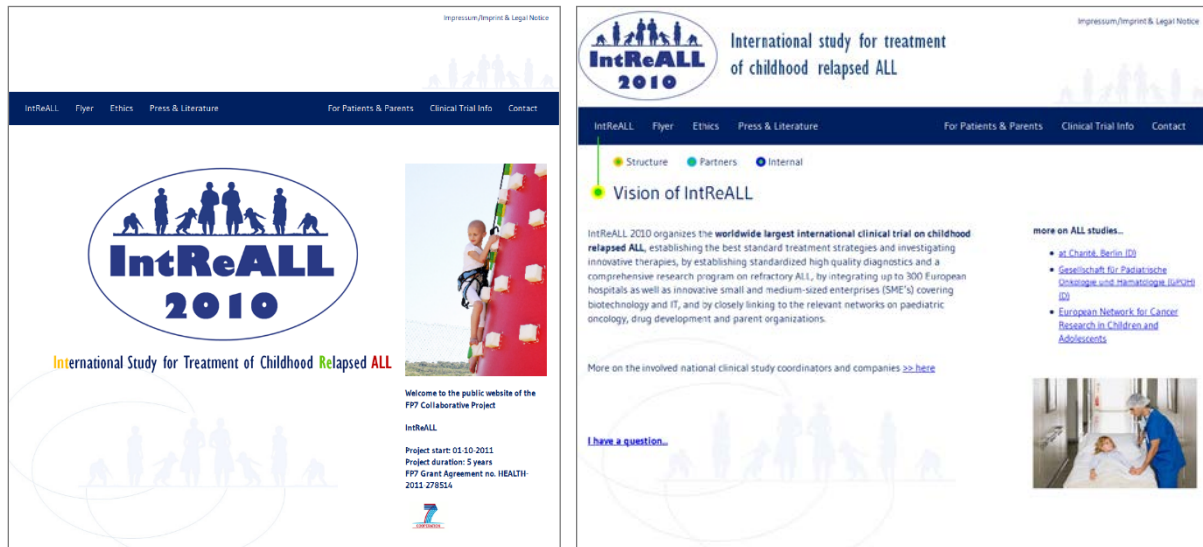 Impressum/Imprint & Legal Notice
IntReALL Flyer Ethics Press & Literature For Patients & Parents Clinical Trial Info Contact
IntReALL
2010
International Study for Treatment of Childhood Relapsed ALL
Welcome to the public website of the
FP7 Collaborative Project
IntReALL
Project start: 01-10-2011
Project duration: 5 years
FP7 Grant Agreement no. HEALTH-
2011-278514
Impressum/Imprint & Legal Notice
IntReALL
2010
International study for treatment
of childhood relapsed ALL
IntReALL Flyer Ethics Press & Literature For Patients & Parents Clinical Trial Info Contact
Structure Partners Internal
Vision of IntReALL
IntReALL 2010 organizes the worldwide largest international clinical trial on childhood
relapsed ALL, establishing the best standard treatment strategies and investigating
innovative therapies, by establishing standardized high quality diagnostics and a
comprehensive research program on refractory ALL, by integrating up to 300 European
hospitals as well as innovative small and medium-sized enterprises (SME's) covering
biotechnology and IT, and by closely linking to the relevant networks on paediatric
oncology, drug development and parent organizations.
More on the involved national clinical study coordinators and companies >> here
I have a question...
more on ALL studies...
at Charité, Berlin (D)
Gesellschaft für Pädiatrische
Onkologie und Hämatologie (GPOH)
(D)
European Network for Cancer
Research in Children and
Adolescents